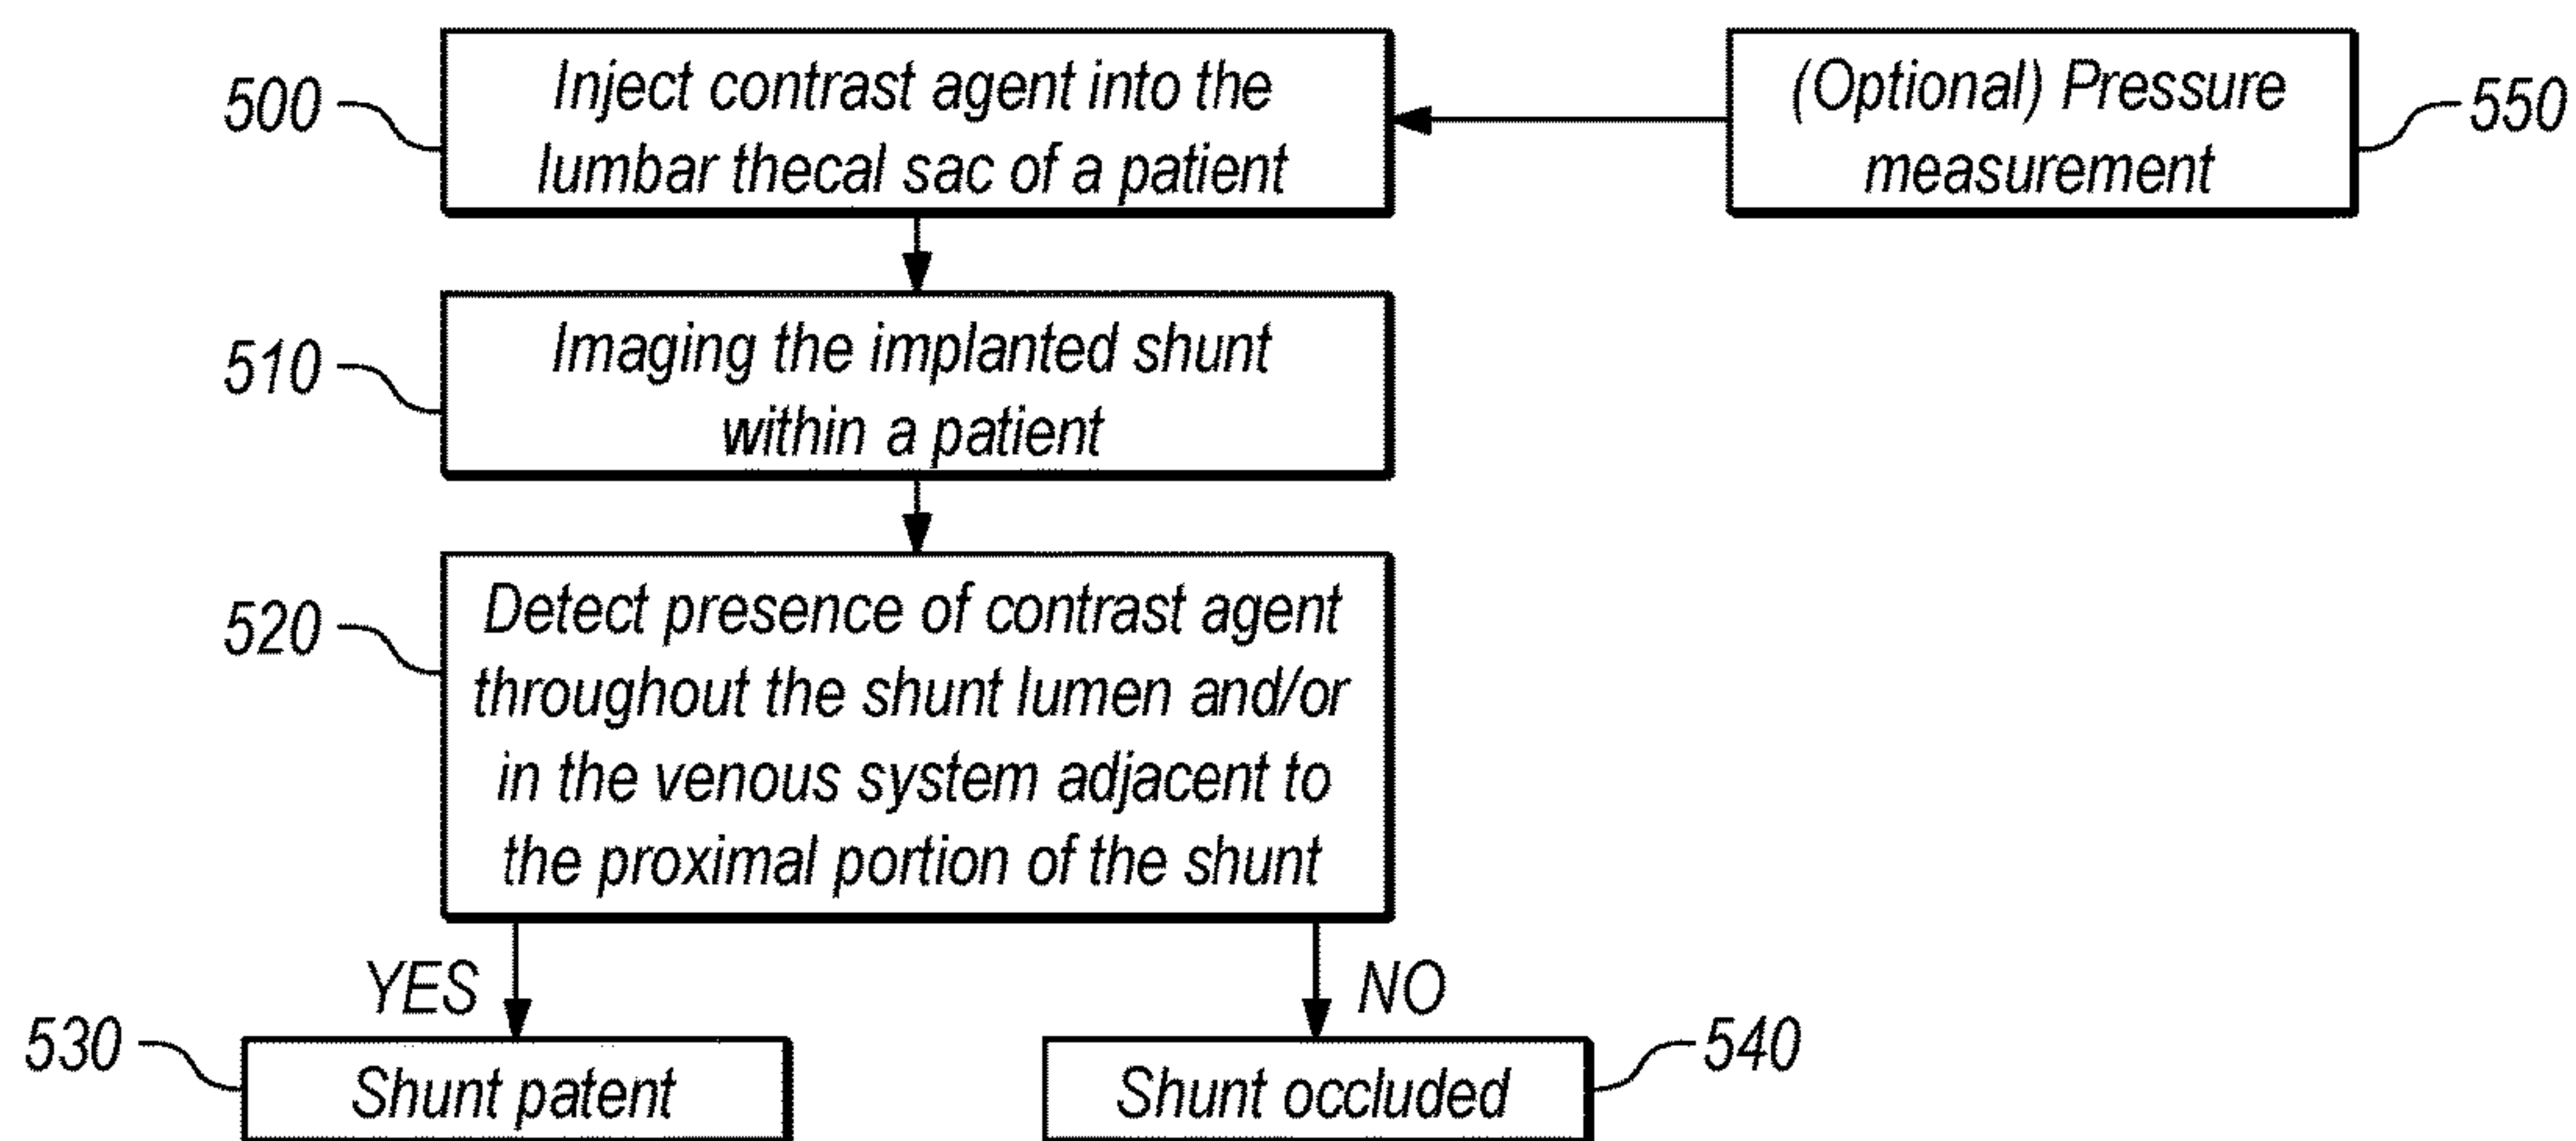 500
Inject contrast agent into the
lumbar thecal sac of a patient
(Optional) Pressure
measurement
550
510
Imaging the implanted shunt
within a patient
520
Detect presence of contrast agent
throughout the shunt lumen and/or
in the venous system adjacent to
the proximal portion of the shunt
YES
NO
530
Shunt patent
Shunt occluded
540